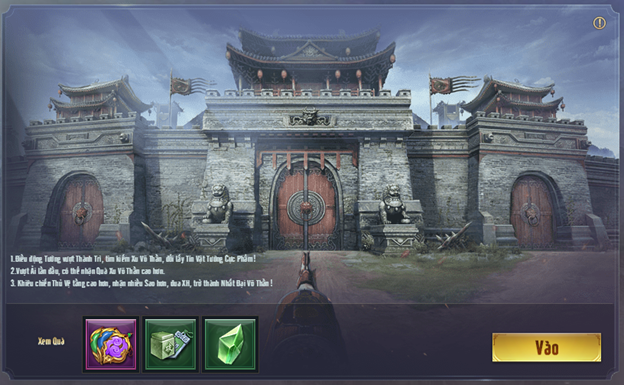 1.Điều động Tướng vượt Thành Trì, tìm kiếm Xu Võ Thần, đổi lấy Tín Vật Tướng Cực Phẩm!
2.Vượt Ải lần đầu, có thể nhận Quà Xu Võ Thần cao hơn.
3. Khiêu chiến Thủ Vệ tầng cao hơn, nhận nhiều Sao hơn, đua XH, trở thành Nhất Đại Võ Thần!
Xem Quà
Vào